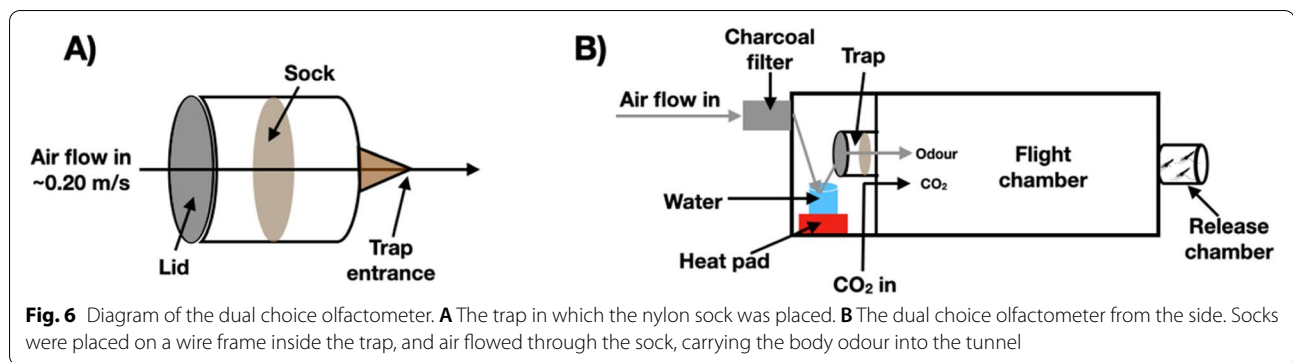 A)
Sock
Air flow in
~0.20 m/s
Lid
Trap
entrance
B)
Charcoal
filter
Trap
Air flow in
Odour
CO₂
Flight
chamber
Water
Heat pad
CO₂ in
Release
chamber
Fig. 6 Diagram of the dual choice olfactometer. A The trap in which the nylon sock was placed. B The dual choice olfactometer from the side. Socks
were placed on a wire frame inside the trap, and air flowed through the sock, carrying the body odour into the tunnel